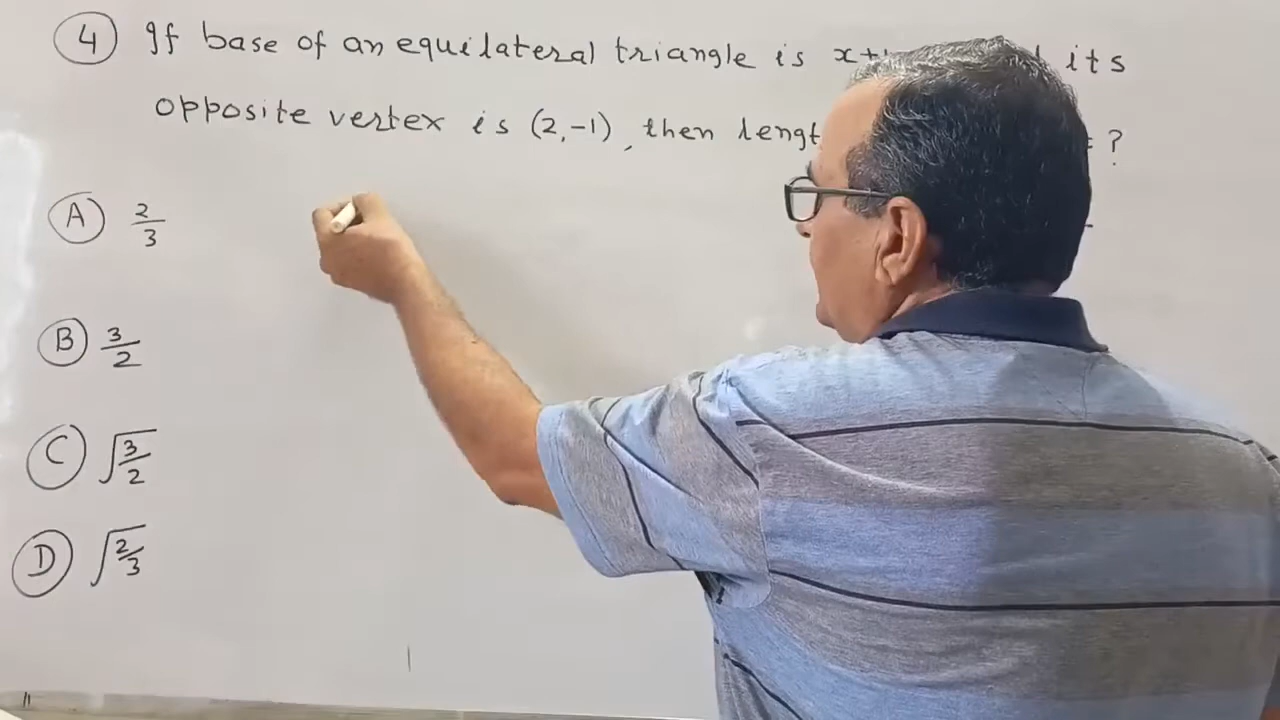 4 If base of an equilateral triangle is x+ its
opposite vertex is (2,-1), then ?
A 2/3
B 3/2
C √3/2
D √2/3